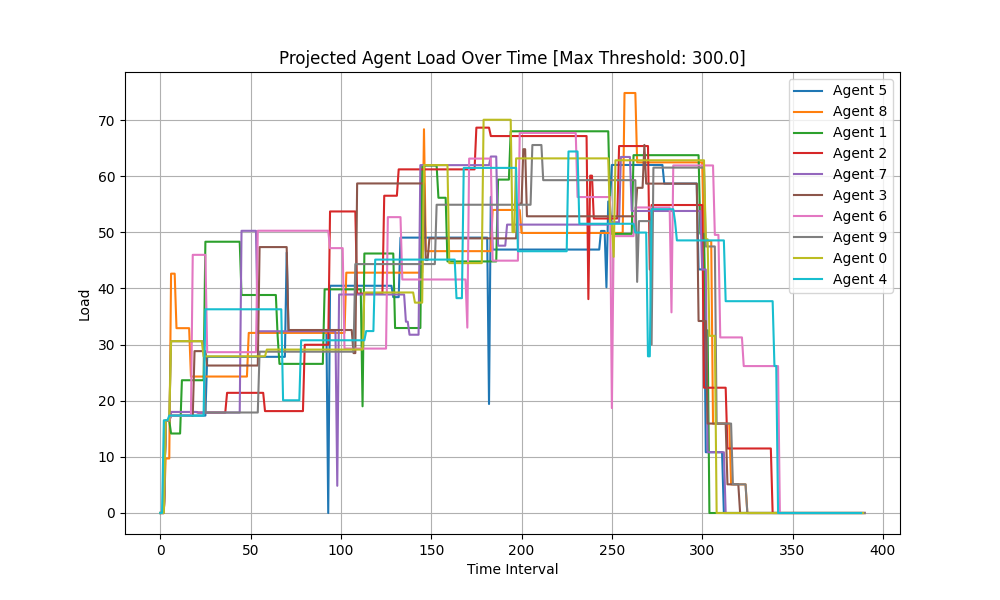 Projected Agent Load Over Time [Max Threshold: 300.0]
Load
70
60
50
40
30
20
10
0
0 50 100 150 200 250 300 350 400
Time Interval
Agent 5
Agent 8
Agent 1
Agent 2
Agent 7
Agent 3
Agent 6
Agent 9
Agent 0
Agent 4